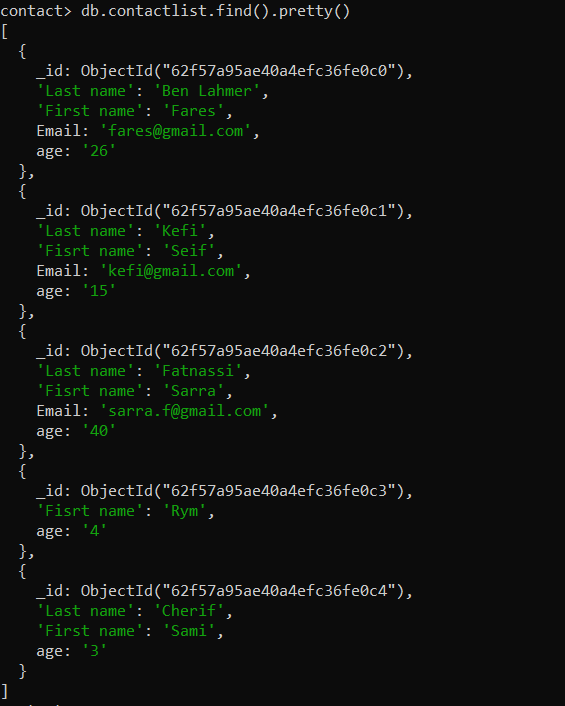 contact> db.contactlist.find().pretty()
[
  {
    _id: ObjectId("62f57a95ae40a4efc36fe0c0"),
    'Last name': 'Ben Lahmer',
    'First name': 'Fares',
    Email: 'fares@gmail.com',
    age: '26'
  },
  {
    _id: ObjectId("62f57a95ae40a4efc36fe0c1"),
    'Last name': 'Kefi',
    'Fisrt name': 'Seif',
    Email: 'kefi@gmail.com',
    age: '15'
  },
  {
    _id: ObjectId("62f57a95ae40a4efc36fe0c2"),
    'Last name': 'Fatnassi',
    'Fisrt name': 'Sarra',
    Email: 'sarra.f@gmail.com',
    age: '40'
  },
  {
    _id: ObjectId("62f57a95ae40a4efc36fe0c3"),
    'Fisrt name': 'Rym',
    age: '4'
  },
  {
    _id: ObjectId("62f57a95ae40a4efc36fe0c4"),
    'Last name': 'Cherif',
    'First name': 'Sami',
    age: '3'
  }
]